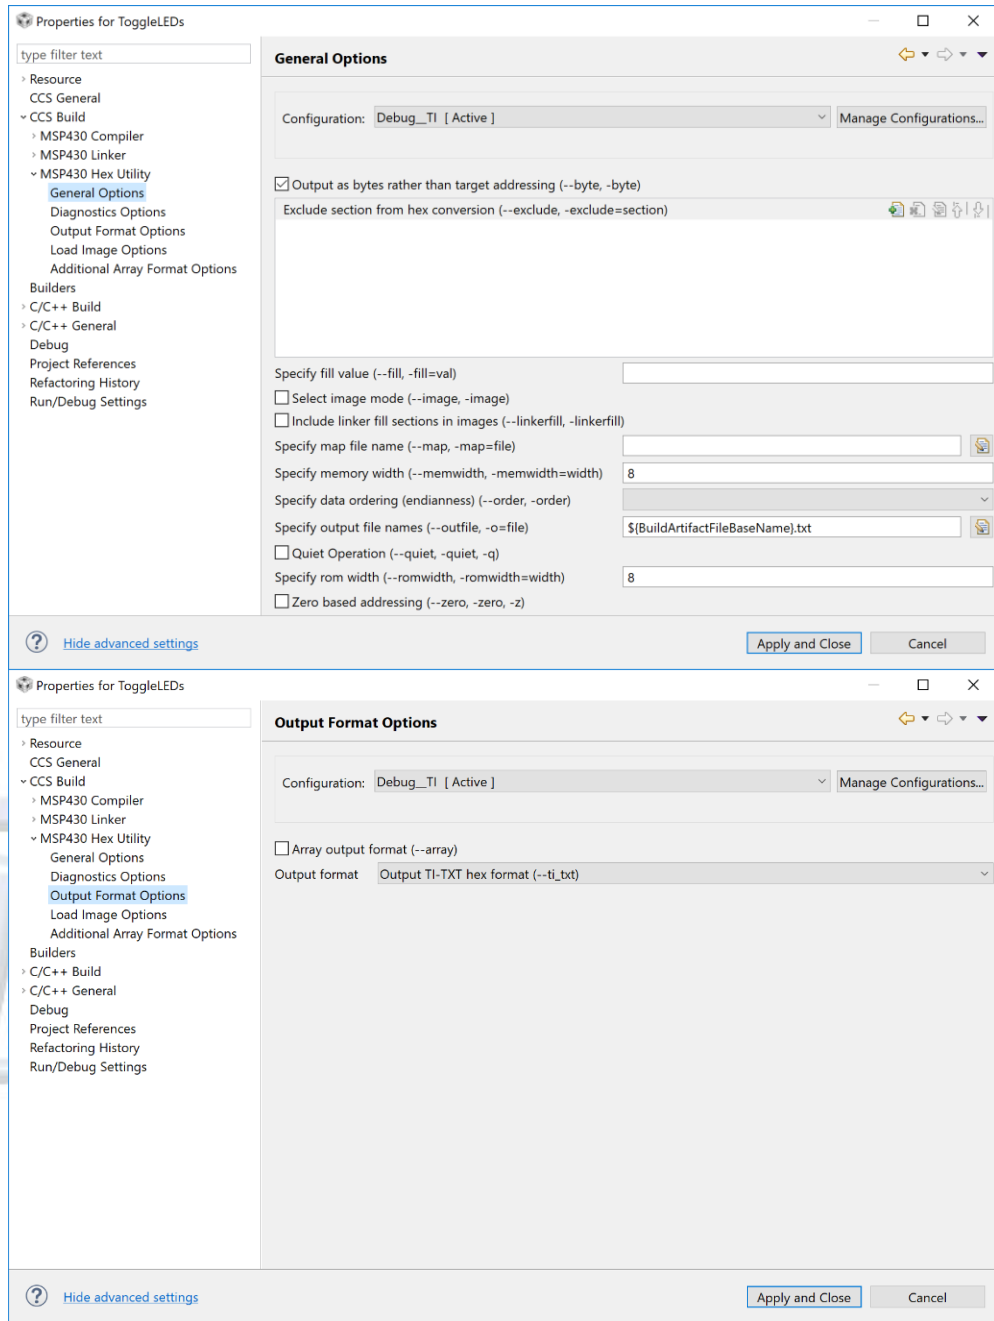 Properties for ToggleLEDs
type filter text
Resource
CCS General
CCS Build
MSP430 Compiler
MSP430 Linker
MSP430 Hex Utility
General Options
Diagnostics Options
Output Format Options
Load Image Options
Additional Array Format Options
Builders
C/C++ Build
C/C++ General
Debug
Project References
Refactoring History
Run/Debug Settings
General Options
Configuration: Debug__TI [ Active ] Manage Configurations...
Output as bytes rather than target addressing (--byte, -byte)
Exclude section from hex conversion (--exclude, -exclude=section)
Specify fill value (--fill, -fill=val)
Select image mode (--image, -image)
Include linker fill sections in images (--linkerfill, -linkerfill)
Specify map file name (--map, -map=file)
Specify memory width (--memwidth, -memwidth=width) 8
Specify data ordering (endianness) (--order, -order)
Specify output file names (--outfile, -o=file) ${BuildArtifactFileBaseName}.txt
Quiet Operation (--quiet, -quiet, -q)
Specify rom width (--romwidth, -romwidth=width) 8
Zero based addressing (--zero, -zero, -z)
? Hide advanced settings Apply and Close Cancel
Properties for ToggleLEDs
type filter text
Resource
CCS General
CCS Build
MSP430 Compiler
MSP430 Linker
MSP430 Hex Utility
General Options
Diagnostics Options
Output Format Options
Load Image Options
Additional Array Format Options
Builders
C/C++ Build
C/C++ General
Debug
Project References
Refactoring History
Run/Debug Settings
Output Format Options
Configuration: Debug__TI [ Active ] Manage Configurations...
Array output format (--array)
Output format Output TI-TXT hex format (--ti_txt)
? Hide advanced settings Apply and Close Cancel